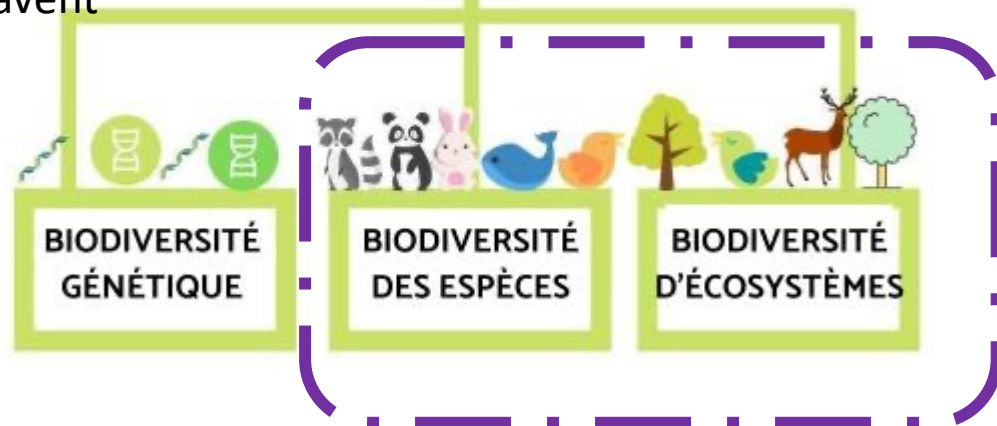 BIODIVERSITÉ
GÉNÉTIQUE
BIODIVERSITÉ
DES ESPÈCES
BIODIVERSITÉ
D'ÉCOSYSTÈMES